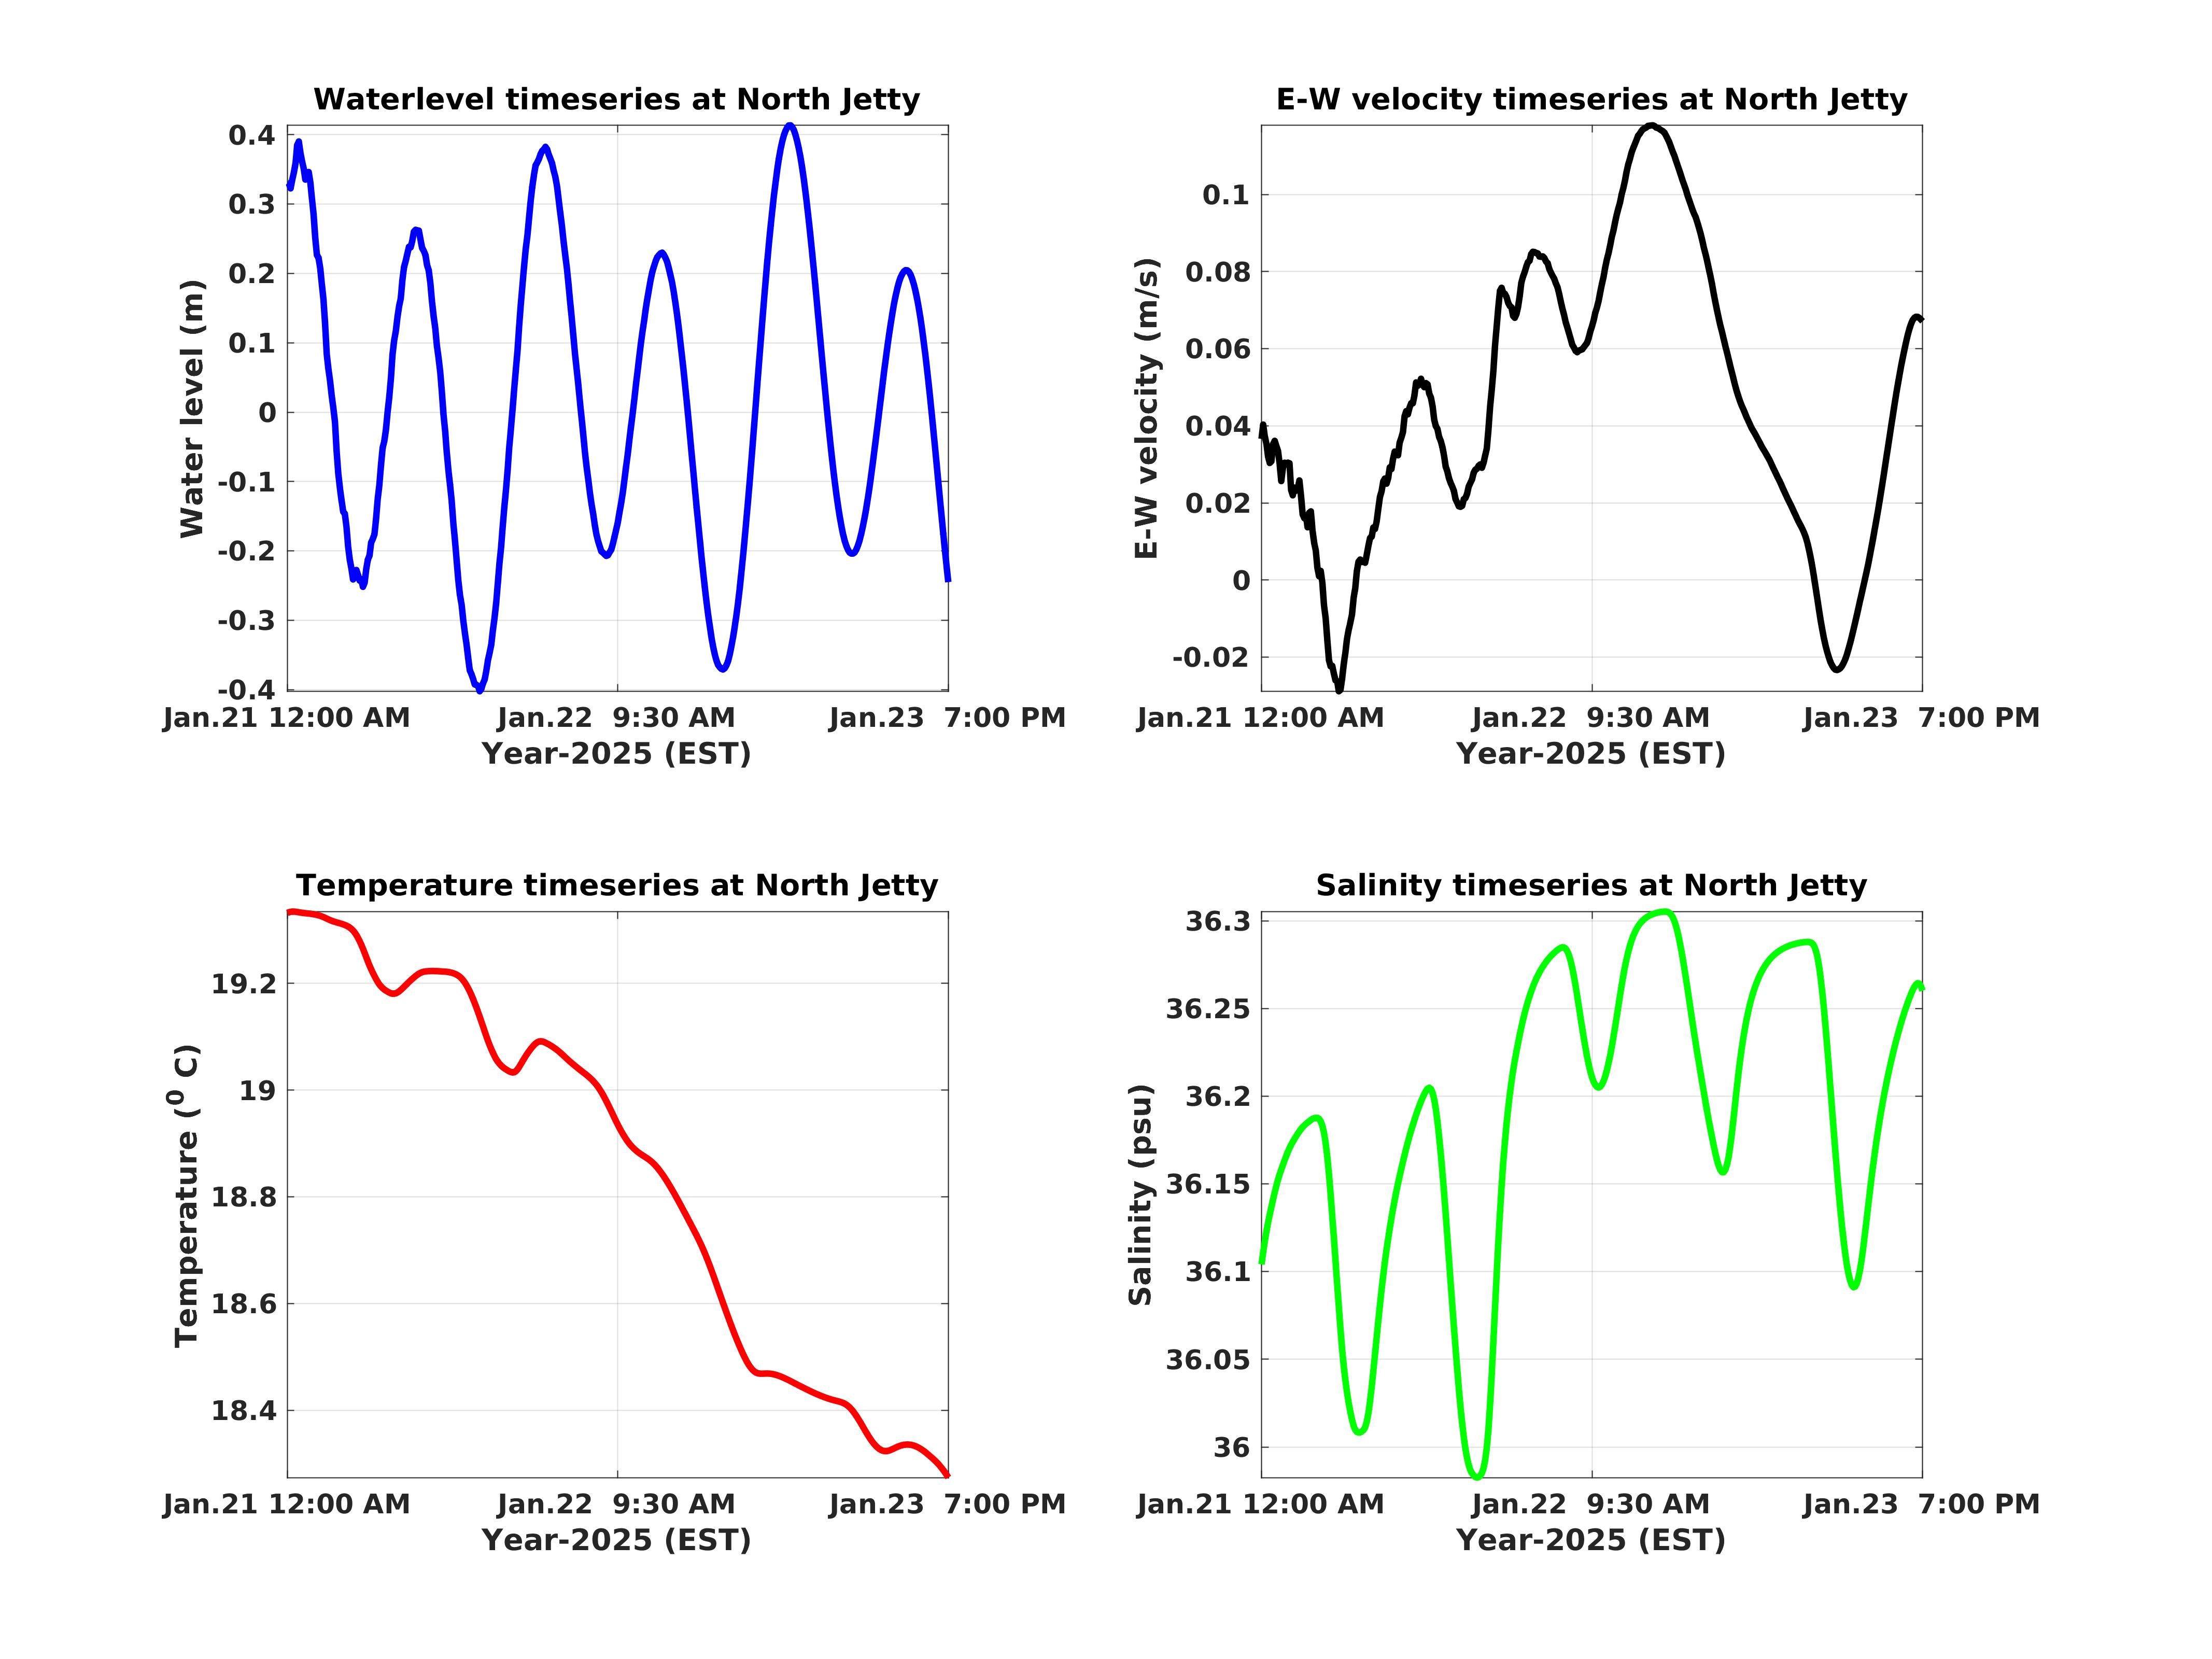 Waterlevel timeseries at North Jetty
Water level (m)
0.4
0.3
0.2
0.1
0
-0.1
-0.2
-0.3
-0.4
Jan.21 12:00 AM Jan.22 9:30 AM Jan.23 7:00 PM
Year-2025 (EST)
E-W velocity timeseries at North Jetty
E-W velocity (m/s)
0.1
0.08
0.06
0.04
0.02
0
-0.02
Jan.21 12:00 AM Jan.22 9:30 AM Jan.23 7:00 PM
Year-2025 (EST)
Temperature timeseries at North Jetty
Temperature (⁰ C)
19.2
19
18.8
18.6
18.4
Jan.21 12:00 AM Jan.22 9:30 AM Jan.23 7:00 PM
Year-2025 (EST)
Salinity timeseries at North Jetty
Salinity (psu)
36.3
36.25
36.2
36.15
36.1
36.05
36
Jan.21 12:00 AM Jan.22 9:30 AM Jan.23 7:00 PM
Year-2025 (EST)